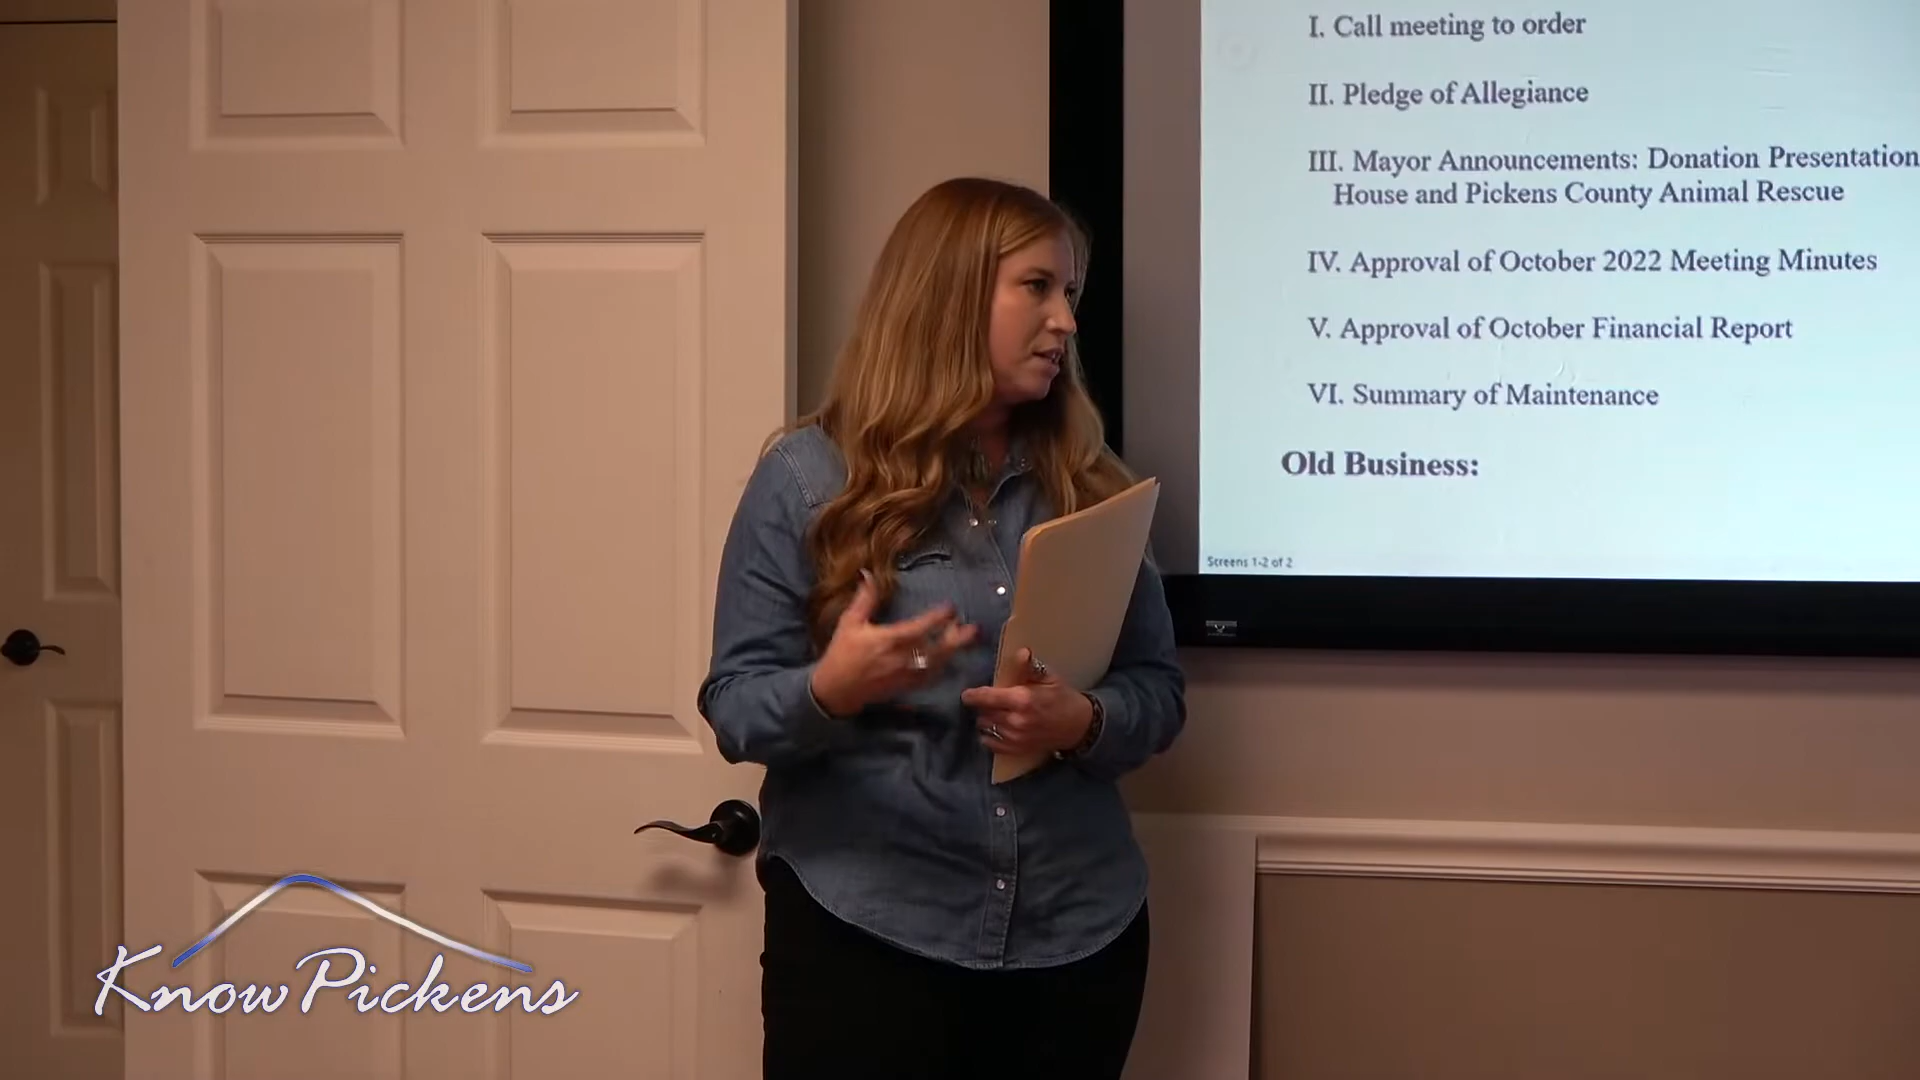 I. Call meeting to order
II. Pledge of Allegiance
III. Mayor Announcements: Donation Presentation
House and Pickens County Animal Rescue
IV. Approval of October 2022 Meeting Minutes
V. Approval of October Financial Report
VI. Summary of Maintenance
Old Business:
Screens 1-2 of 2
KnowPickens